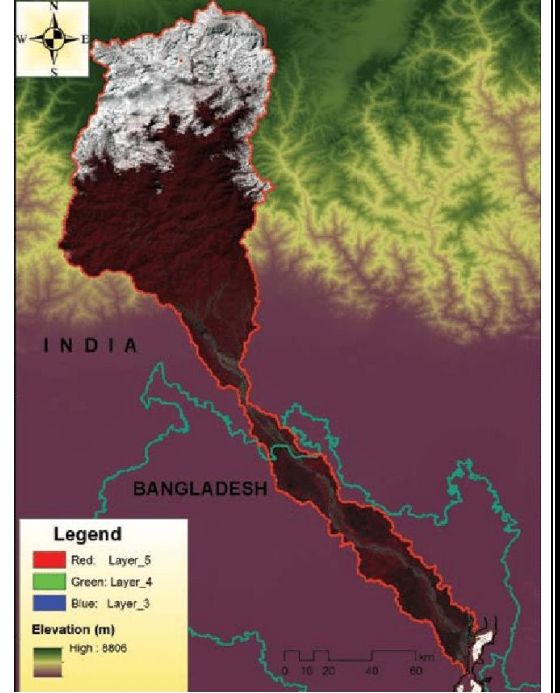 N
W E
S
INDIA
BANGLADESH
Legend
Red: Layer_5
Green: Layer_4
Blue: Layer_3
Elevation (m)
High : 8806
km
0 10 20 40 60